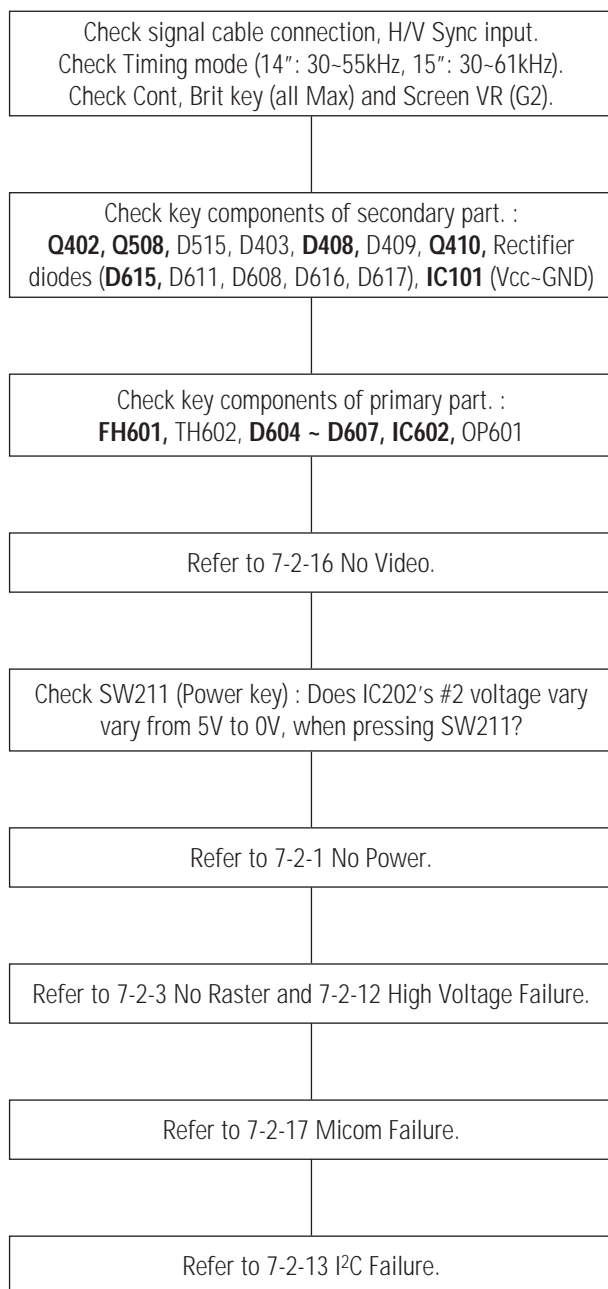 Check signal cable connection, H/V Sync input.
Check Timing mode (14″: 30~55kHz, 15″: 30~61kHz).
Check Cont, Brit key (all Max) and Screen VR (G2).
Check key components of secondary part. :
Q402, Q508, D515, D403, D408, D409, Q410, Rectifier
diodes (D615, D611, D608, D616, D617), IC101 (Vcc~GND)
Check key components of primary part. :
FH601, TH602, D604 ~ D607, IC602, OP601
Refer to 7-2-16 No Video.
Check SW211 (Power key) : Does IC202′s #2 voltage vary
vary from 5V to 0V, when pressing SW211?
Refer to 7-2-1 No Power.
Refer to 7-2-3 No Raster and 7-2-12 High Voltage Failure.
Refer to 7-2-17 Micom Failure.
Refer to 7-2-13 I²C Failure.